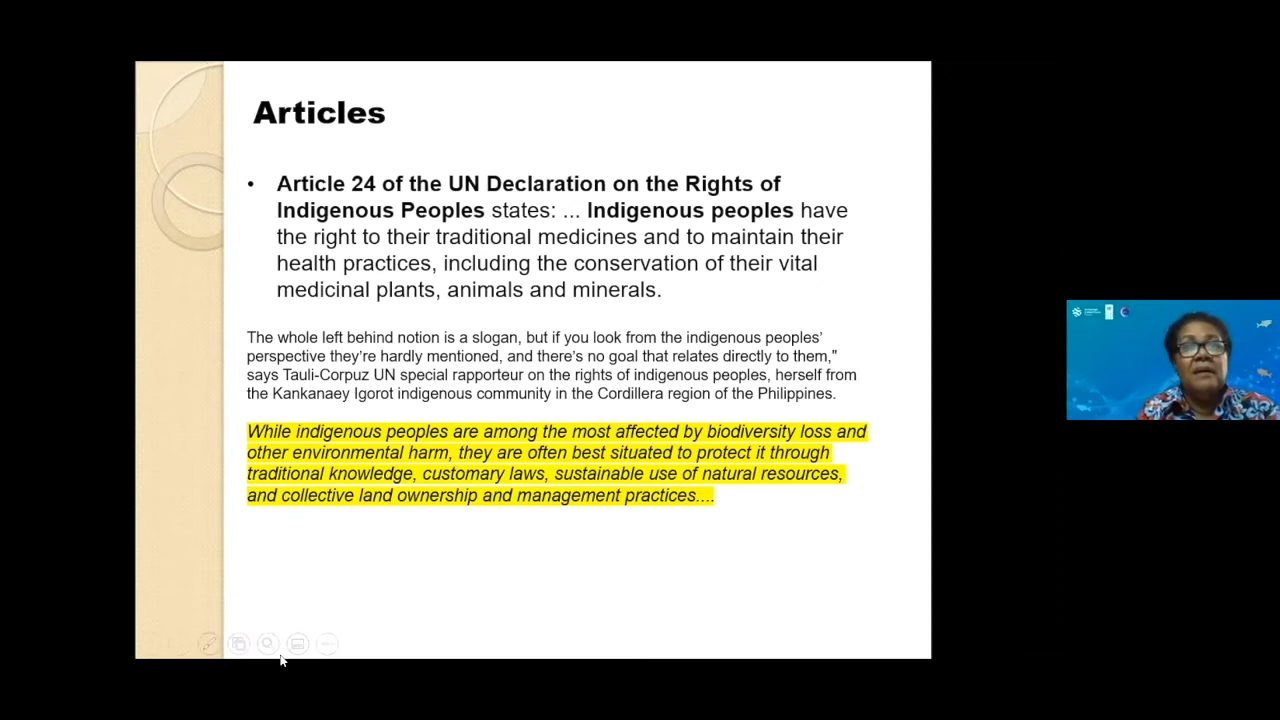 Articles
• Article 24 of the UN Declaration on the Rights of
Indigenous Peoples states: ... Indigenous peoples have
the right to their traditional medicines and to maintain their
health practices, including the conservation of their vital
medicinal plants, animals and minerals.
The whole left behind notion is a slogan, but if you look from the indigenous peoples'
perspective they're hardly mentioned, and there's no goal that relates directly to them,"
says Tauli-Corpuz UN special rapporteur on the rights of indigenous peoples, herself from
the Kankanaey Igorot indigenous community in the Cordillera region of the Philippines.
While indigenous peoples are among the most affected by biodiversity loss and
other environmental harm, they are often best situated to protect it through
traditional knowledge, customary laws, sustainable use of natural resources,
and collective land ownership and management practices....